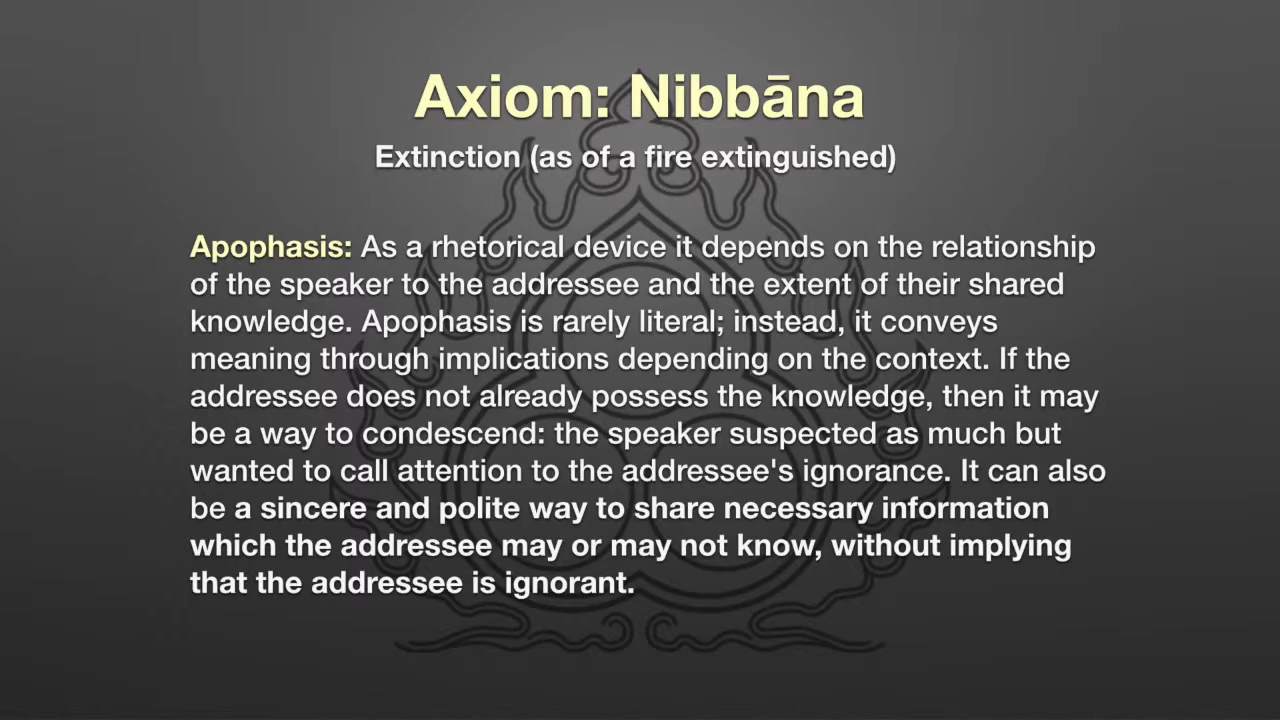 Axiom: Nibbāna
Extinction (as of a fire extinguished)
Apophasis: As a rhetorical device it depends on the relationship
of the speaker to the addressee and the extent of their shared
knowledge. Apophasis is rarely literal; instead, it conveys
meaning through implications depending on the context. If the
addressee does not already possess the knowledge, then it may
be a way to condescend: the speaker suspected as much but
wanted to call attention to the addressee's ignorance. It can also
be a sincere and polite way to share necessary information
which the addressee may or may not know, without implying
that the addressee is ignorant.